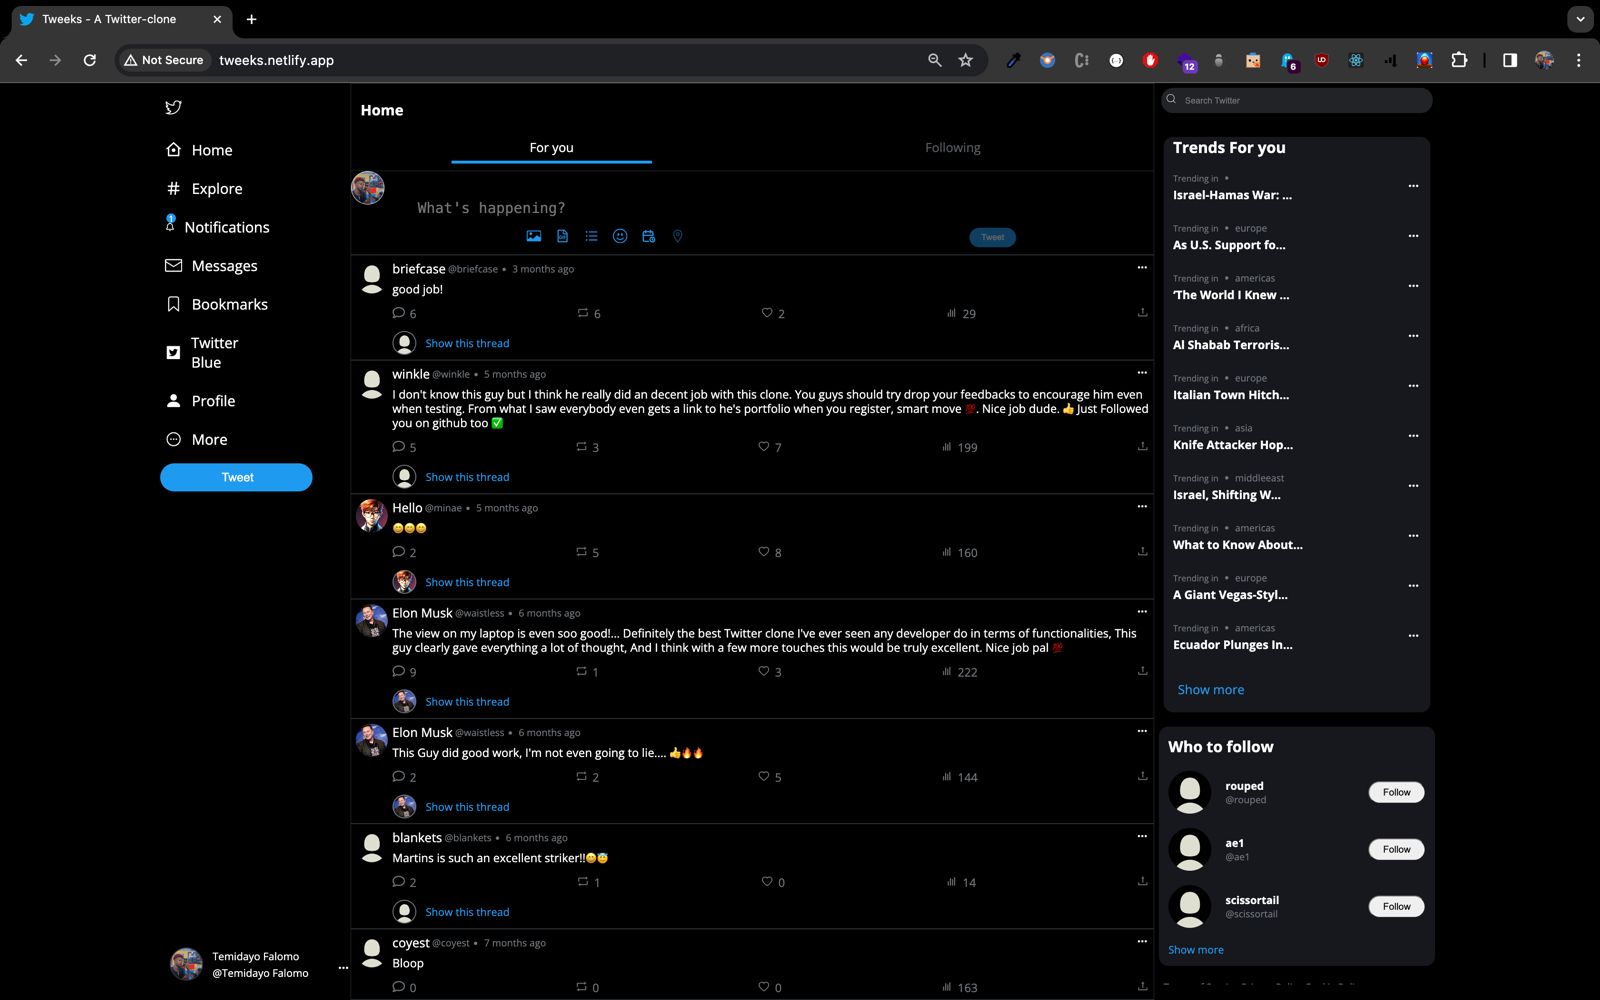 Tweeks - A Twitter-clone
Not Secure
tweeks.netlify.app
12
6
Home
Explore
1
Notifications
Messages
Bookmarks
Twitter
Blue
Profile
More
Tweet
Temidayo Falomo
@Temidayo Falomo
Home
For you
Following
What's happening?
Tweet
briefcase @briefcase • 3 months ago
good job!
6 6 2 29
Show this thread
winkle @winkle • 5 months ago
I don't know this guy but I think he really did an decent job with this clone. You guys should try drop your feedbacks to encourage him even
when testing. From what I saw everybody even gets a link to he's portfolio when you register, smart move 💯. Nice job dude. 👍 Just Followed
you on github too ✅
5 3 7 199
Show this thread
Hello @minae • 5 months ago
😄😄😄
2 5 8 160
Show this thread
Elon Musk @waistless • 6 months ago
The view on my laptop is even soo good!... Definitely the best Twitter clone I've ever seen any developer do in terms of functionalities, This
guy clearly gave everything a lot of thought, And I think with a few more touches this would be truly excellent. Nice job pal 💯
9 1 3 222
Show this thread
Elon Musk @waistless • 6 months ago
This Guy did good work, I'm not even going to lie.... 👍🔥🔥
2 2 5 144
Show this thread
blankets @blankets • 6 months ago
Martins is such an excellent striker!!😄😇
2 1 0 14
Show this thread
coyest @coyest • 7 months ago
Bloop
0 0 0 163
Search Twitter
Trends For you
Trending in •
Israel-Hamas War: ...
Trending in • europe
As U.S. Support fo...
Trending in • americas
‘The World I Knew ...
Trending in • africa
Al Shabab Terroris...
Trending in • europe
Italian Town Hitch...
Trending in • asia
Knife Attacker Hop...
Trending in • middleeast
Israel, Shifting W...
Trending in • americas
What to Know About...
Trending in • europe
A Giant Vegas-Styl...
Trending in • americas
Ecuador Plunges In...
Show more
Who to follow
rouped
@rouped
Follow
ae1
@ae1
Follow
scissortail
@scissortail
Follow
Show more